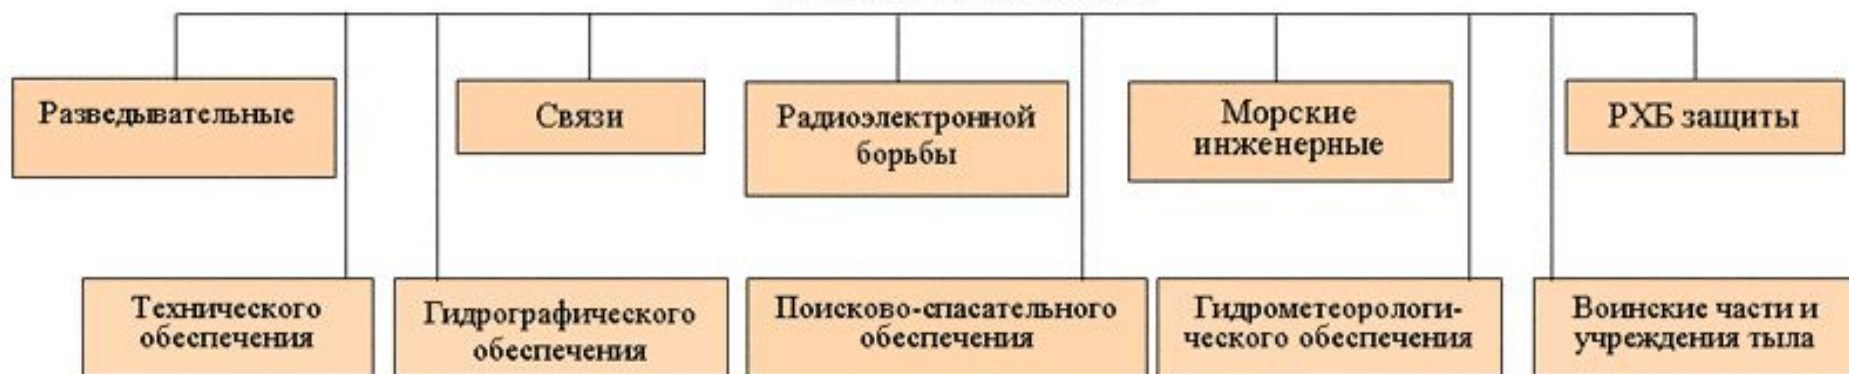 Разведывательные
Связи
Радиоэлектронной
борьбы
Морские
инженерные
РХБ защиты
Технического
обеспечения
Гидрографического
обеспечения
Поисково-спасательного
обеспечения
Гидрометеорологи-
ческого обеспечения
Воинские части и
учреждения тыла